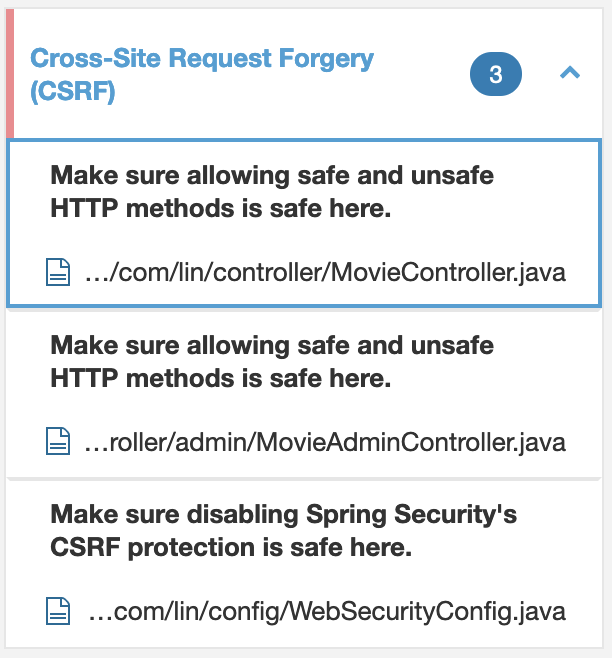 Cross-Site Request Forgery
(CSRF)
3
Make sure allowing safe and unsafe
HTTP methods is safe here.
…/com/lin/controller/MovieController.java
Make sure allowing safe and unsafe
HTTP methods is safe here.
…roller/admin/MovieAdminController.java
Make sure disabling Spring Security's
CSRF protection is safe here.
…com/lin/config/WebSecurityConfig.java